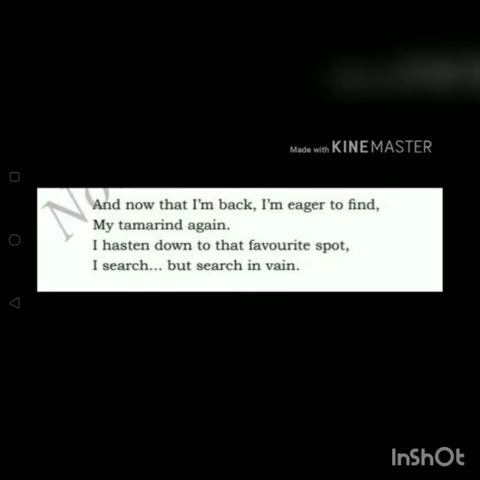 Made with KINEMASTER
No
And now that I'm back, I'm eager to find,
My tamarind again.
I hasten down to that favourite spot,
I search... but search in vain.
InShOt